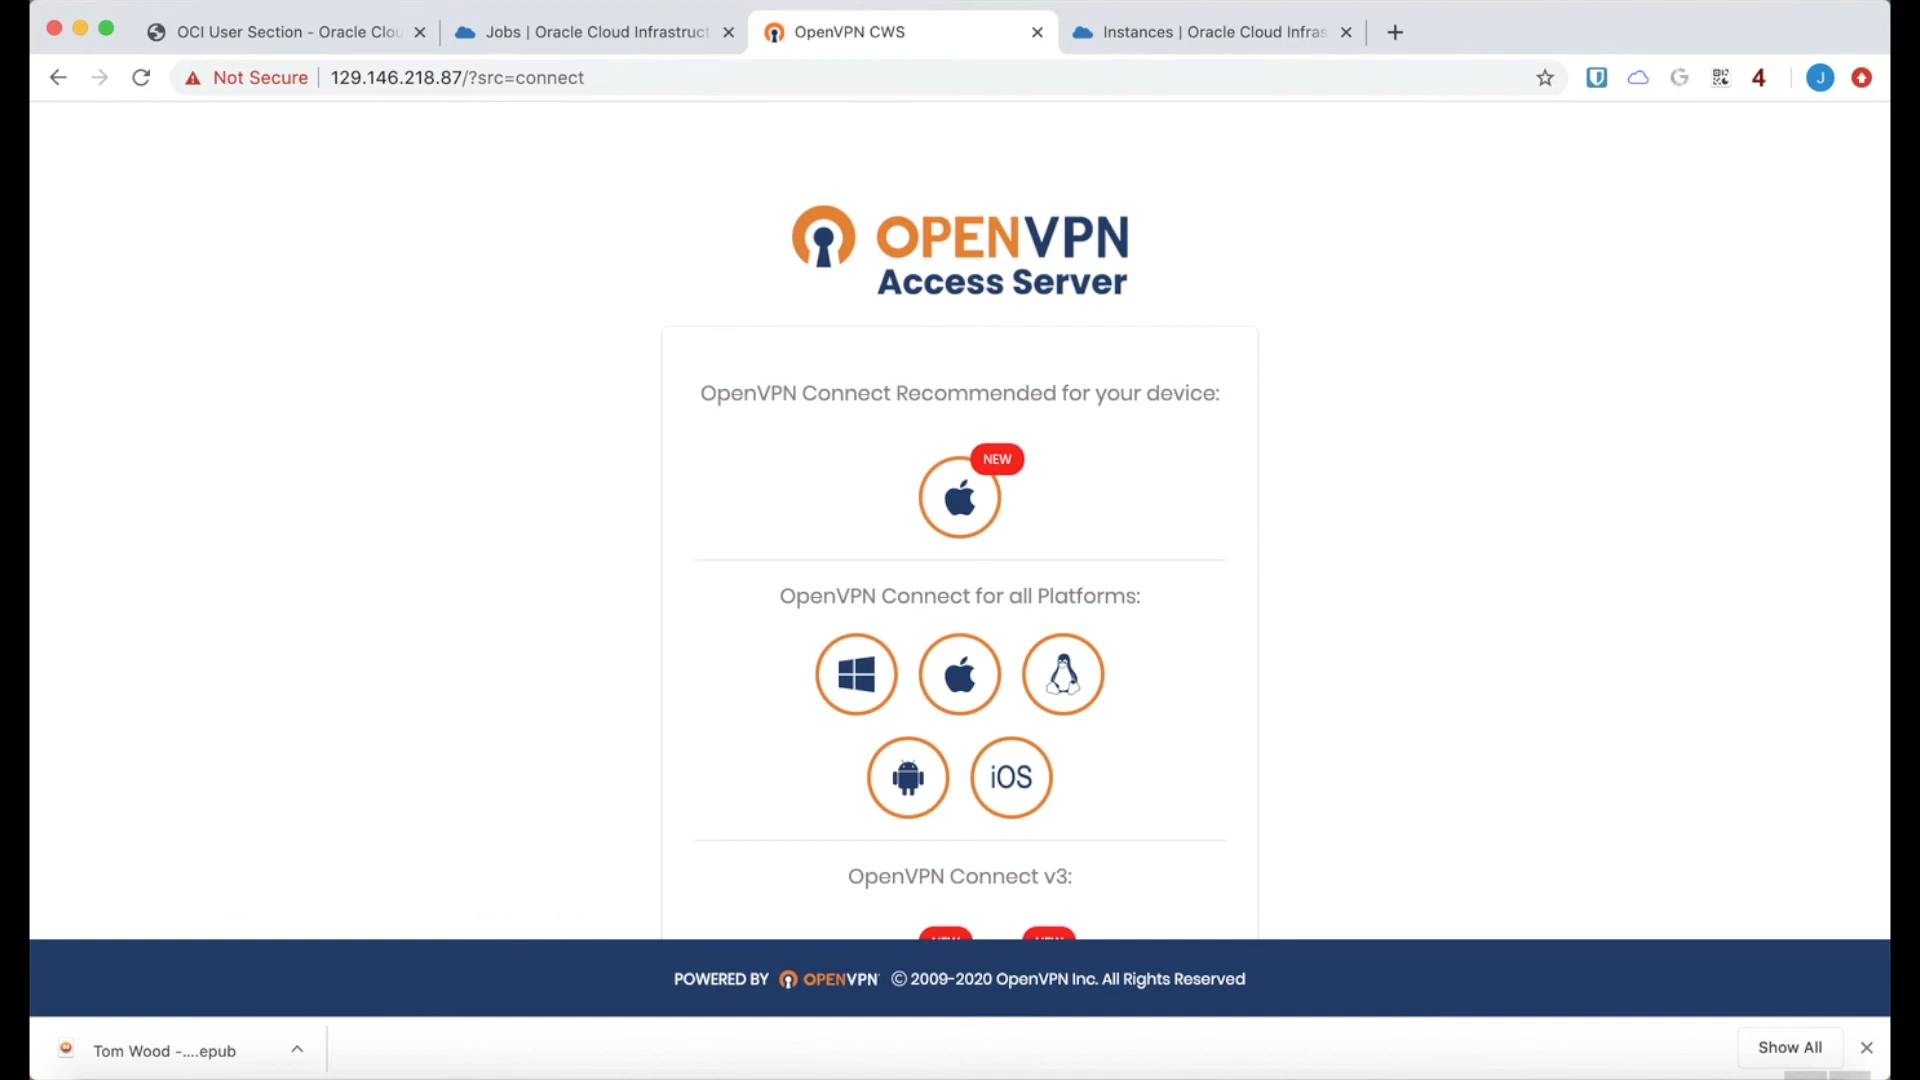 OCI User Section - Oracle Clou
Jobs | Oracle Cloud Infrastruct
OpenVPN CWS
Instances | Oracle Cloud Infras
Not Secure
129.146.218.87/?src=connect
G
4
J
OPENVPN
Access Server
OpenVPN Connect Recommended for your device:
NEW
OpenVPN Connect for all Platforms:
iOS
OpenVPN Connect v3:
POWERED BY OPENVPN © 2009-2020 OpenVPN Inc. All Rights Reserved
Tom Wood -....epub
Show All